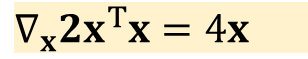 ∇ₓ2xᵀx = 4x